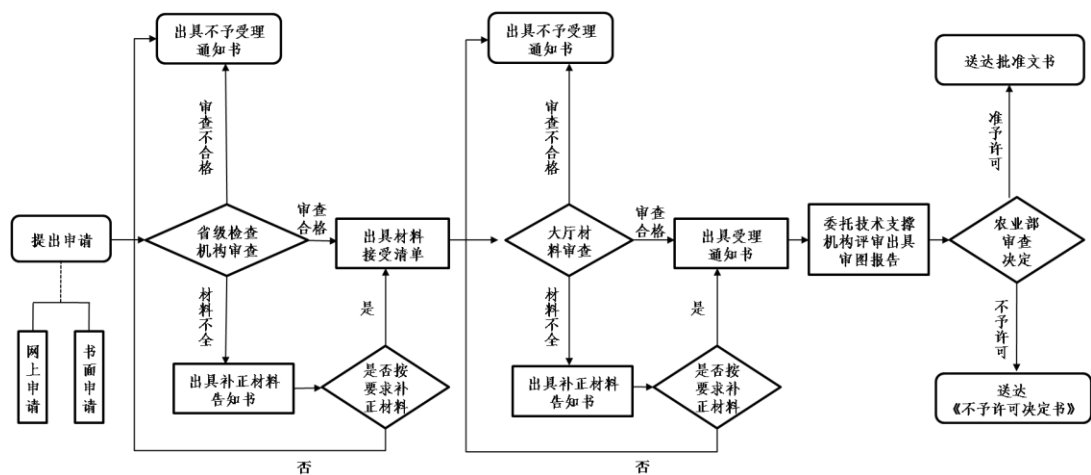 出具不予受理
通知书
出具不予受理
通知书
送达批准文书
审查不合格
审查不合格
准予许可
提出申请
省级检查
机构审查
审查
合格
出具材料
接受清单
大厅材
料审查
审查
合格
出具受理
通知书
委托技术支撑
机构评审出具
审图报告
农业部
审查
决定
材料不全
是
材料不全
是
不予许可
网上申请
书面申请
出具补正材料
告知书
是否按
要求补
正材料
出具补正材料
告知书
是否按
要求补
正材料
送达
《不予许可决定书》
否
否